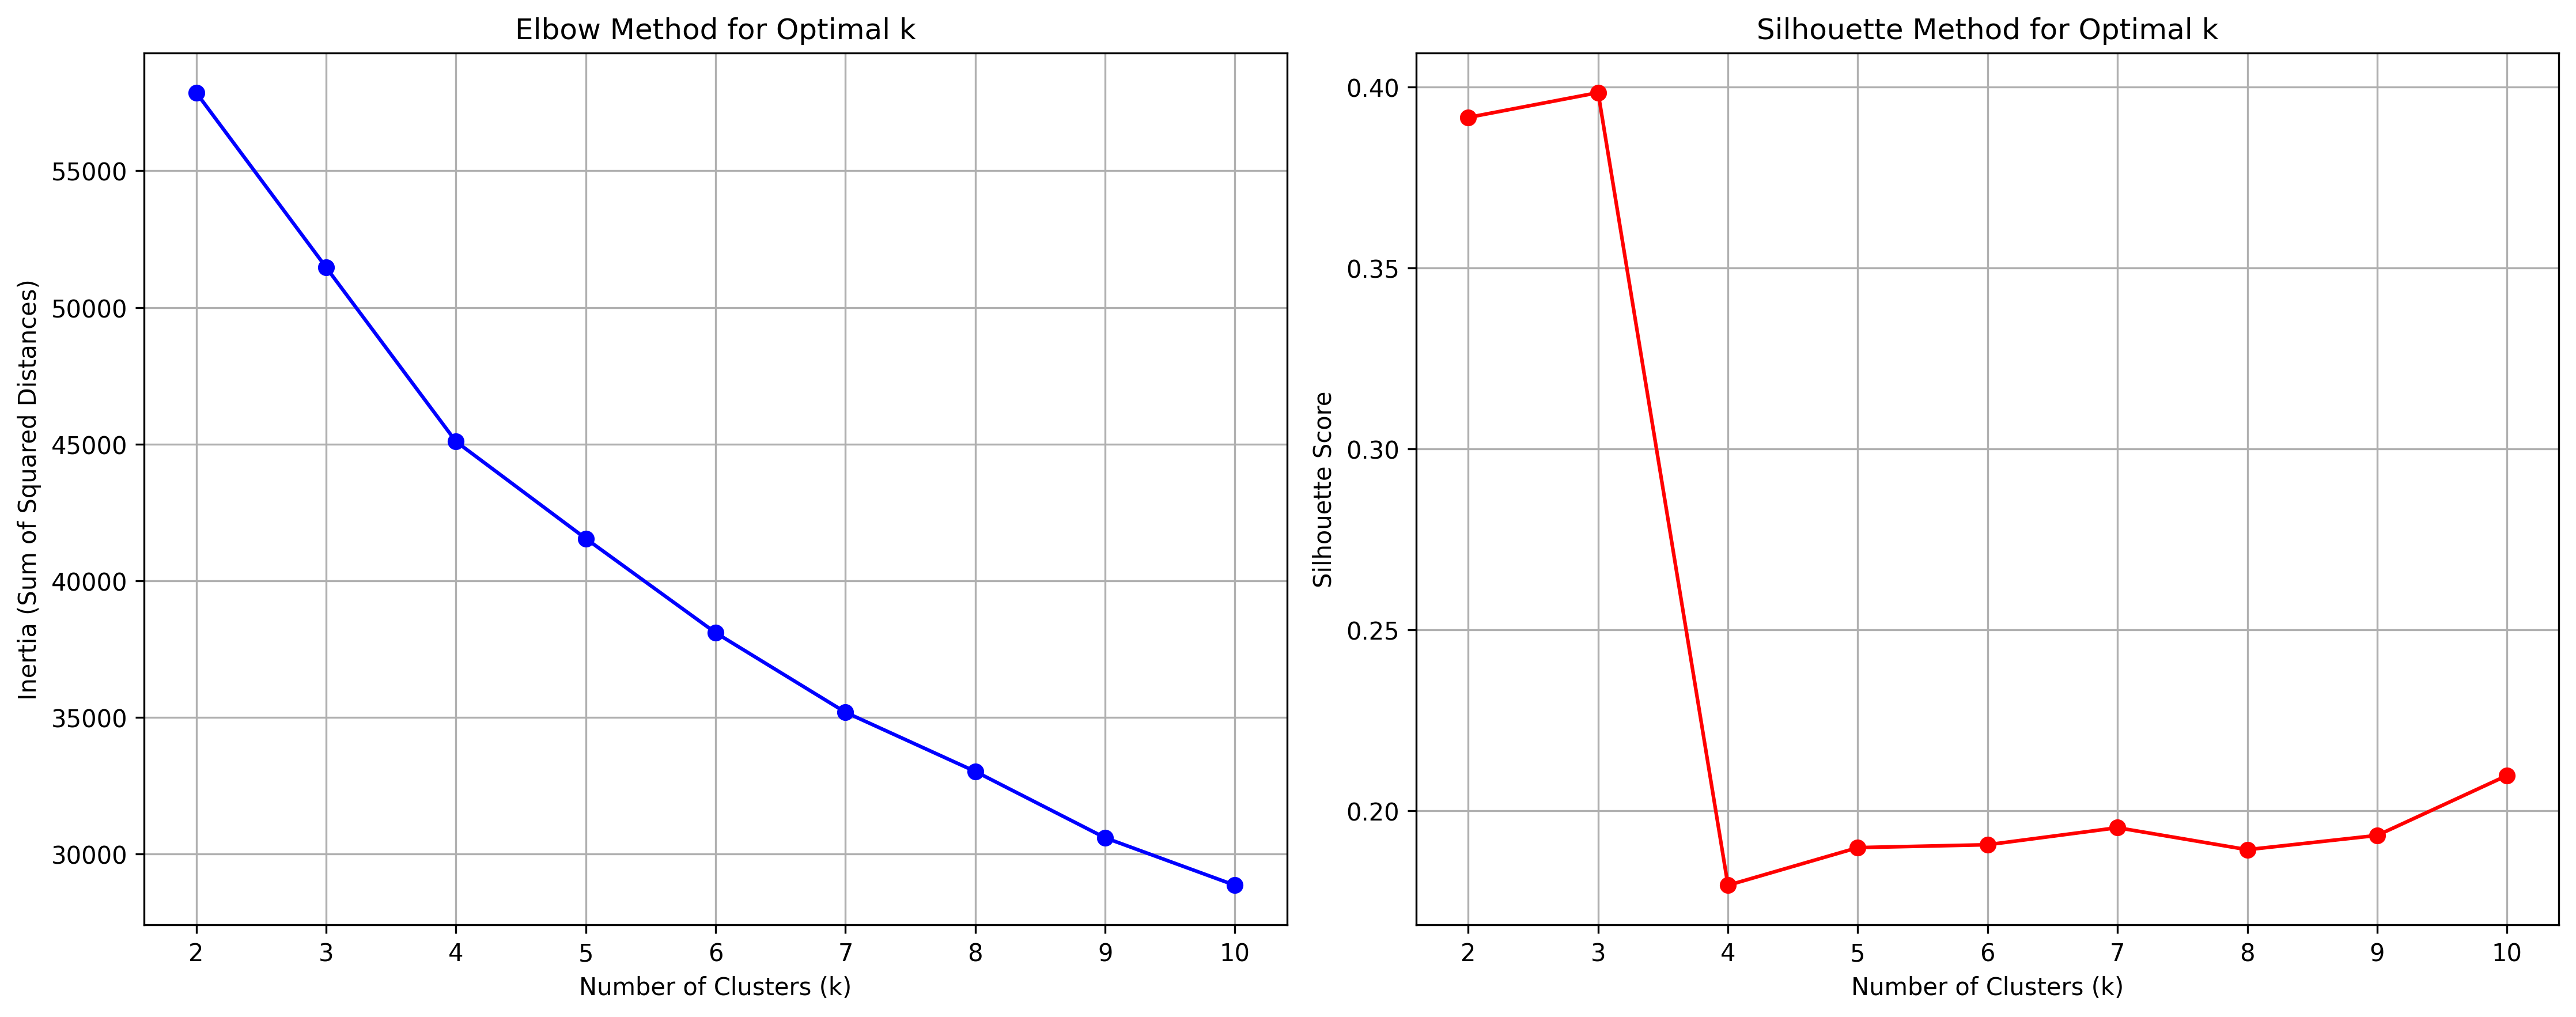 Elbow Method for Optimal k
Inertia (Sum of Squared Distances)
55000
50000
45000
40000
35000
30000
2 3 4 5 6 7 8 9 10
Number of Clusters (k)
Silhouette Method for Optimal k
Silhouette Score
0.40
0.35
0.30
0.25
0.20
2 3 4 5 6 7 8 9 10
Number of Clusters (k)